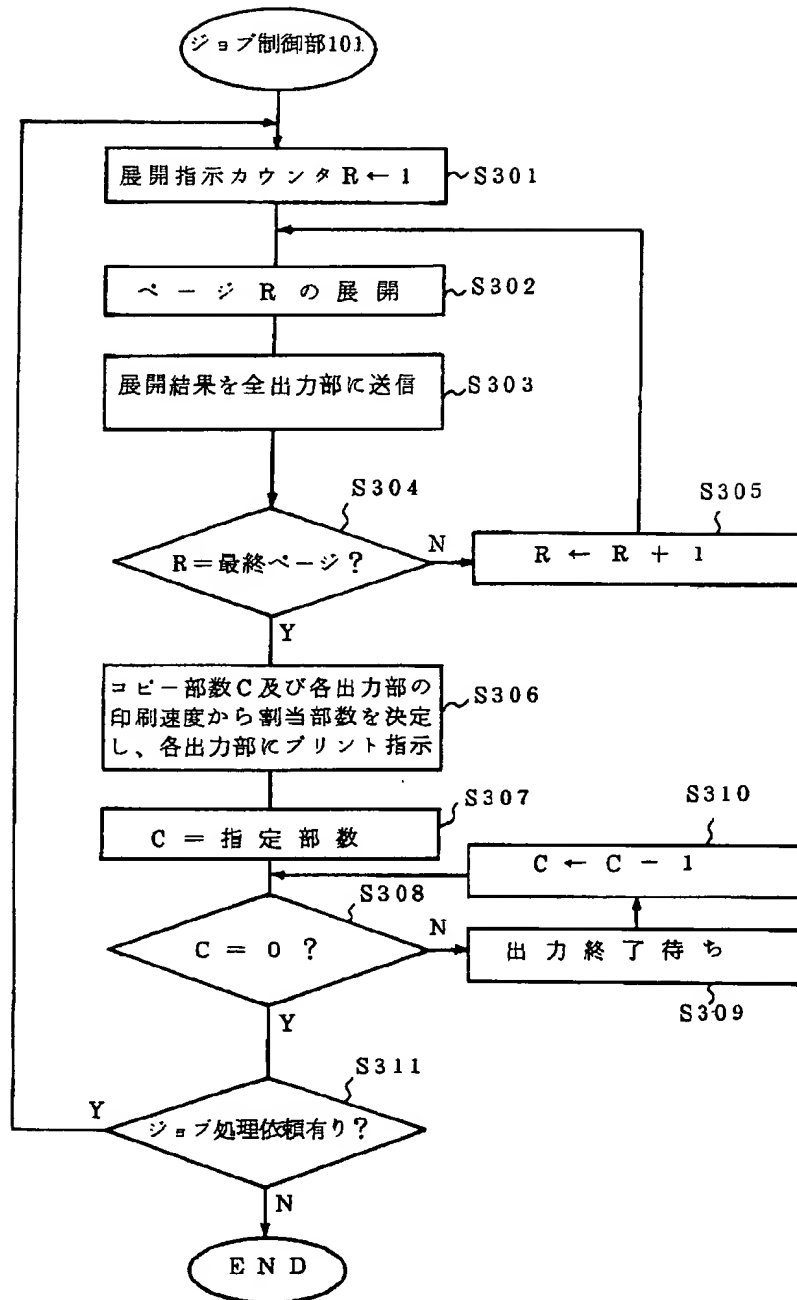 ジョブ制御部101
展開指示カウンタR←1
S301
ページRの展開
S302
展開結果を全出力部に送信
S303
S304
R=最終ページ?
N
Y
S305
R ← R + 1
コピー部数C及び各出力部の
印刷速度から割当部数を決定
し、各出力部にプリント指示
S306
S307
C = 指定部数
S310
C ← C - 1
S308
C = 0 ?
N
Y
出力終了待ち
S309
S311
ジョブ処理依頼有り?
Y
N
END